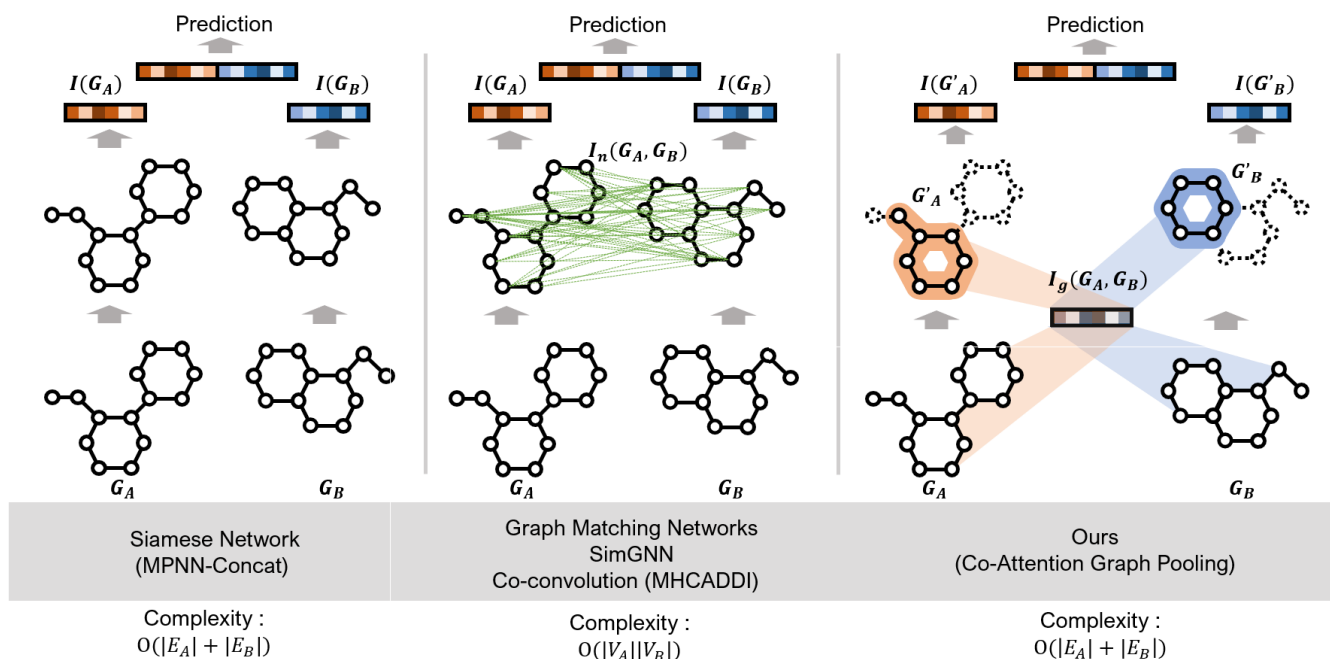 Prediction
I(G_A)
I(G_B)
G_A
G_B
Siamese Network
(MPNN-Concat)
Complexity :
O(|E_A| + |E_B|)
Prediction
I(G_A)
I(G_B)
I_n(G_A, G_B)
G_A
G_B
Graph Matching Networks
SimGNN
Co-convolution (MHCADDI)
Complexity :
O(|V_A||V_B|)
Prediction
I(G'_A)
I(G'_B)
G'_A
G'_B
I_g(G_A, G_B)
G_A
G_B
Ours
(Co-Attention Graph Pooling)
Complexity :
O(|E_A| + |E_B|)